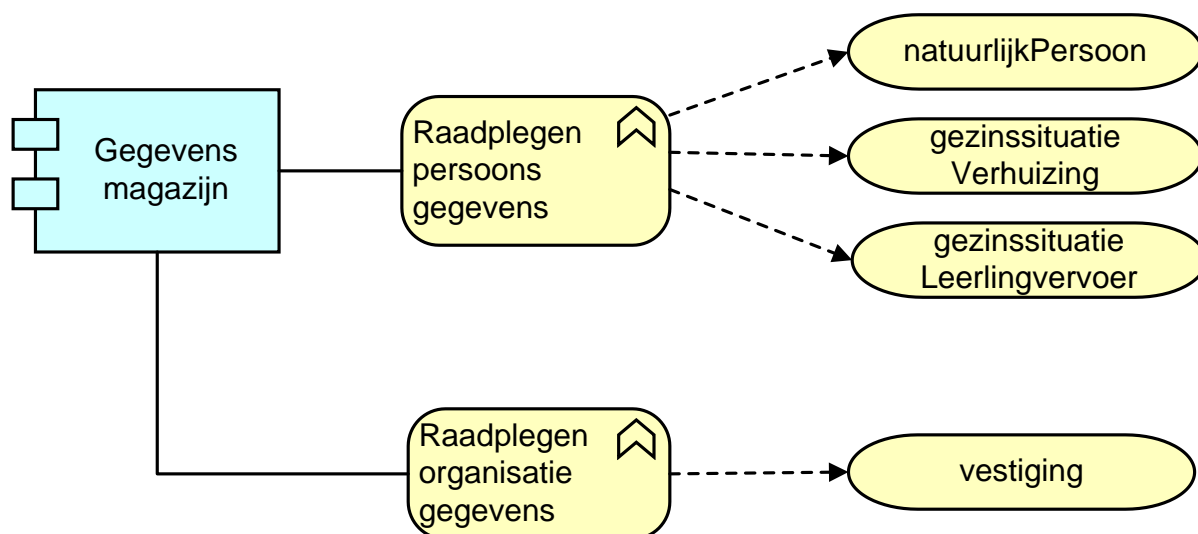 natuurlijkPersoon
Gegevens
magazijn
Raadplegen
persoons
gegevens
gezinssituatie
Verhuizing
gezinssituatie
Leerlingvervoer
Raadplegen
organisatie
gegevens
vestiging